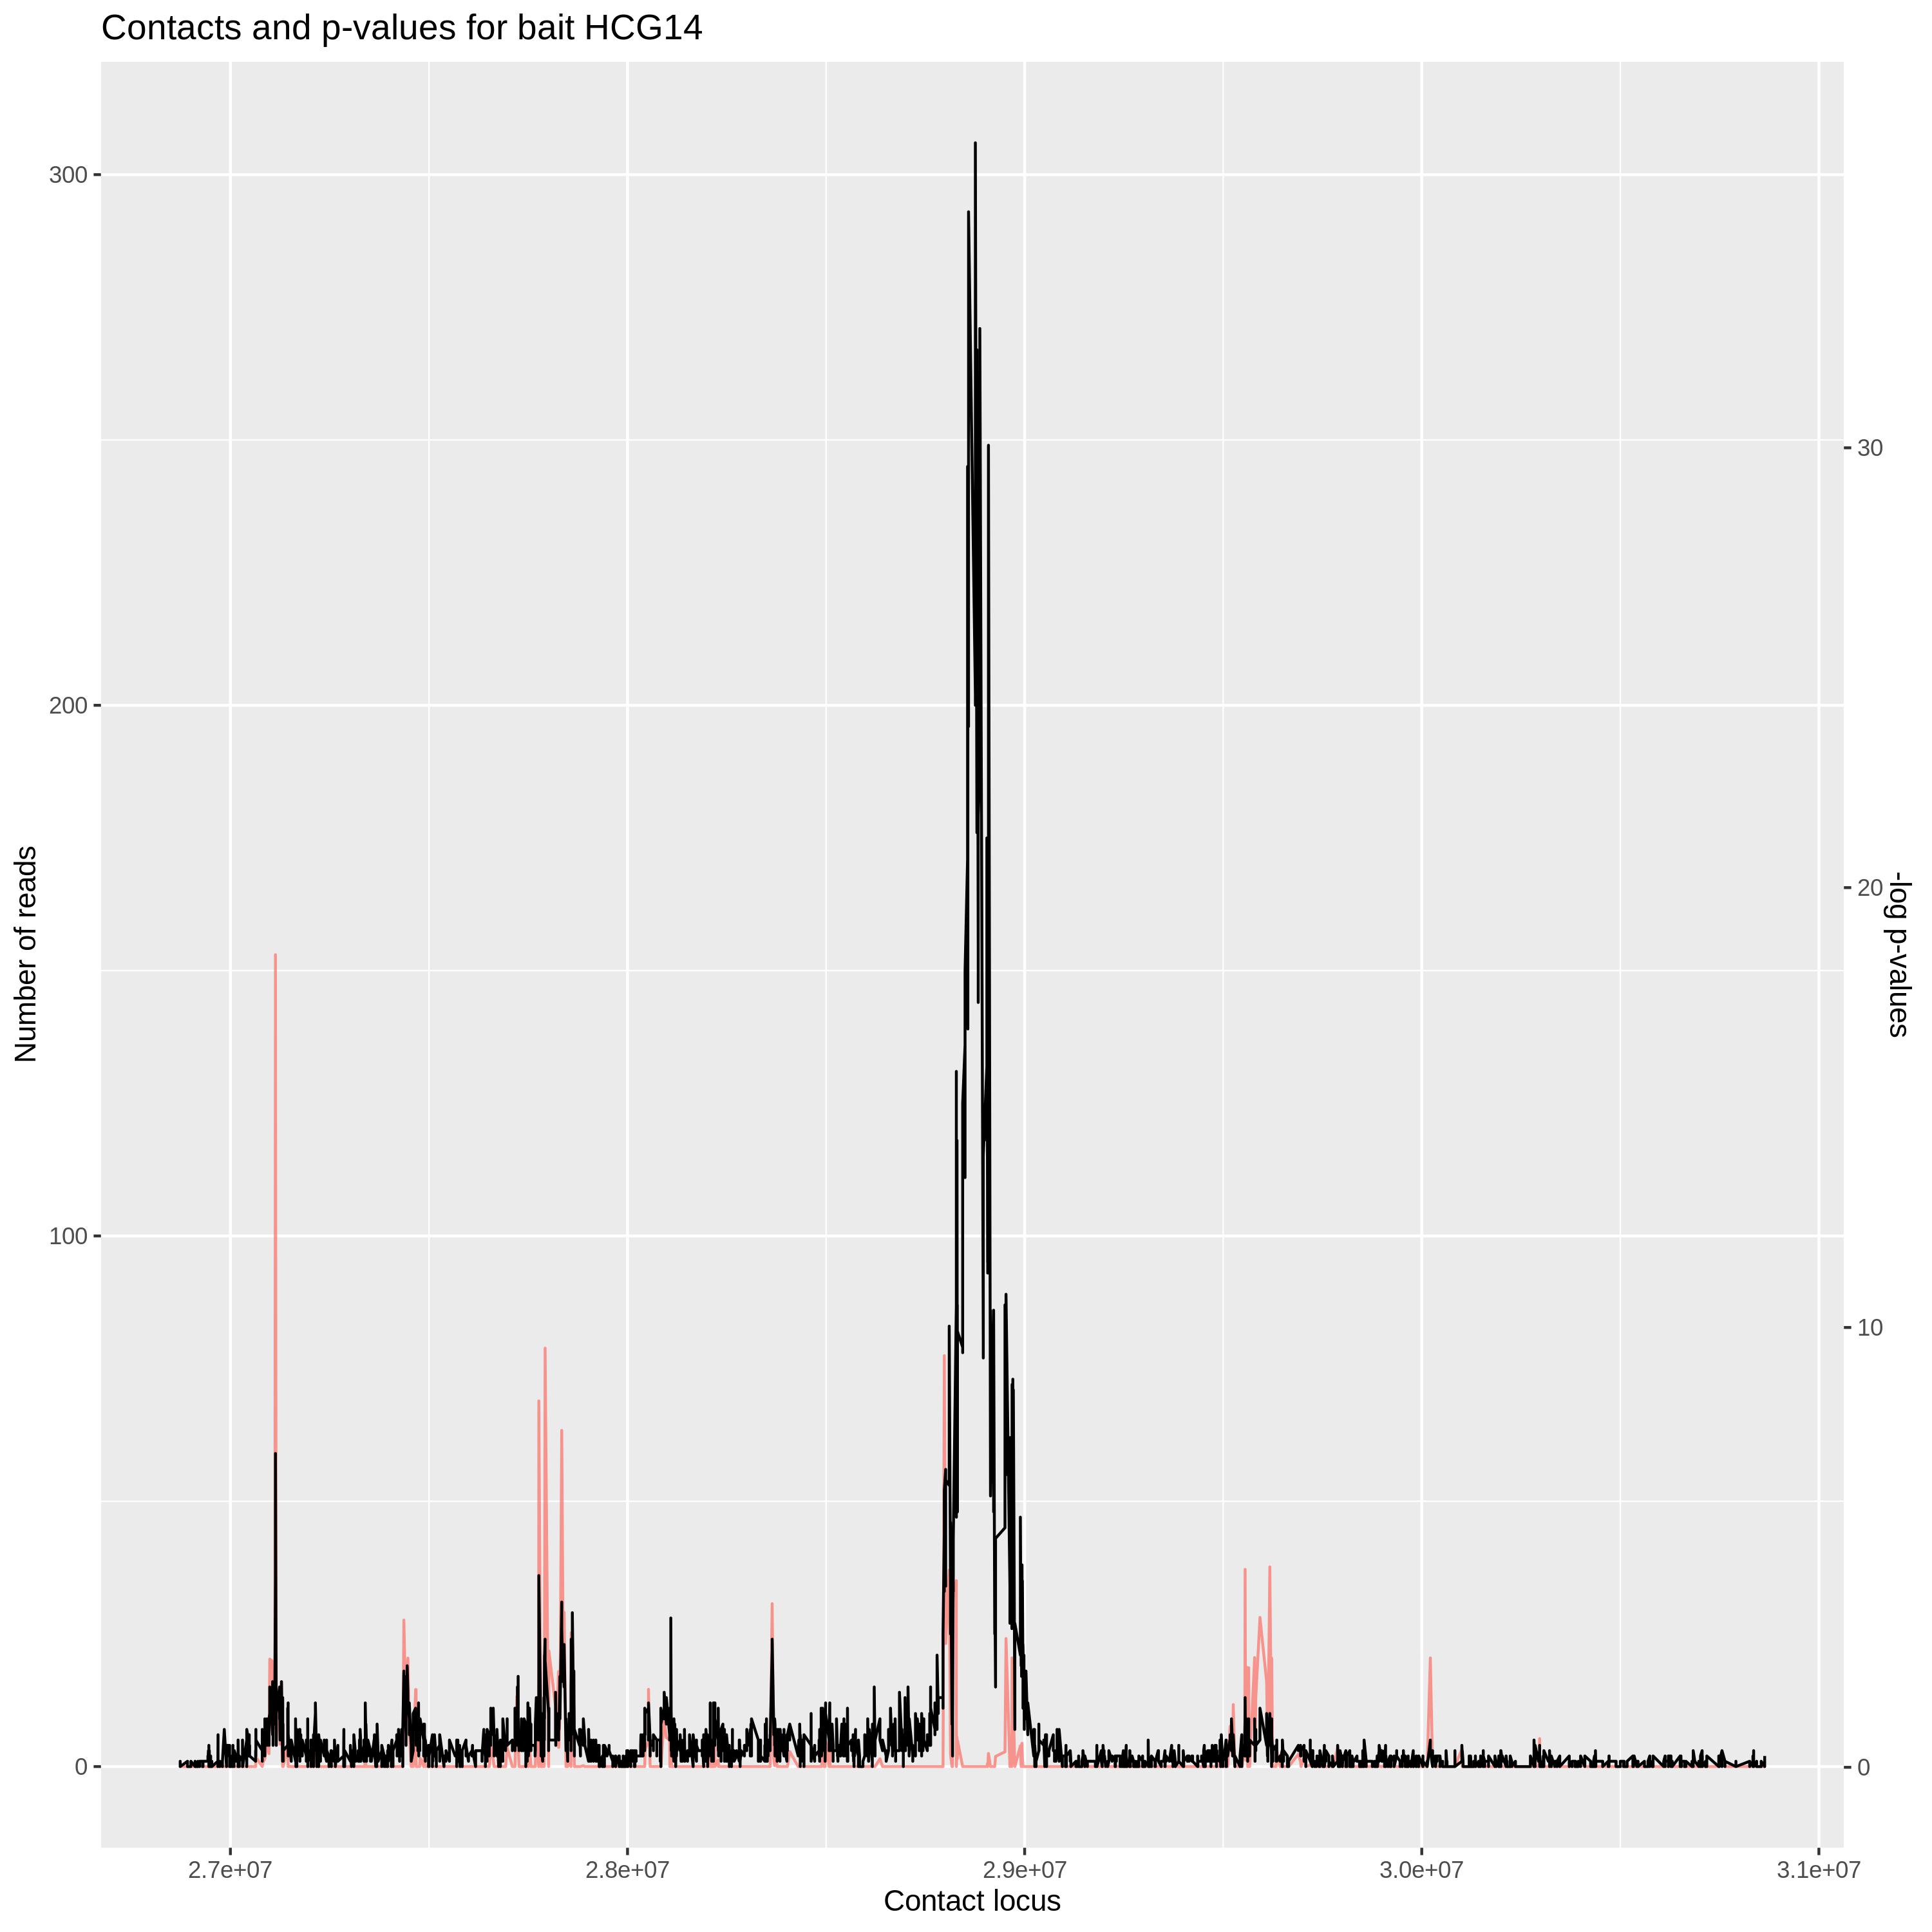 Contacts and p-values for bait HCG14
300
200
100
0
Number of reads
30
20
10
0
-log p-values
2.7e+07
2.8e+07
2.9e+07
3.0e+07
3.1e+07
Contact locus